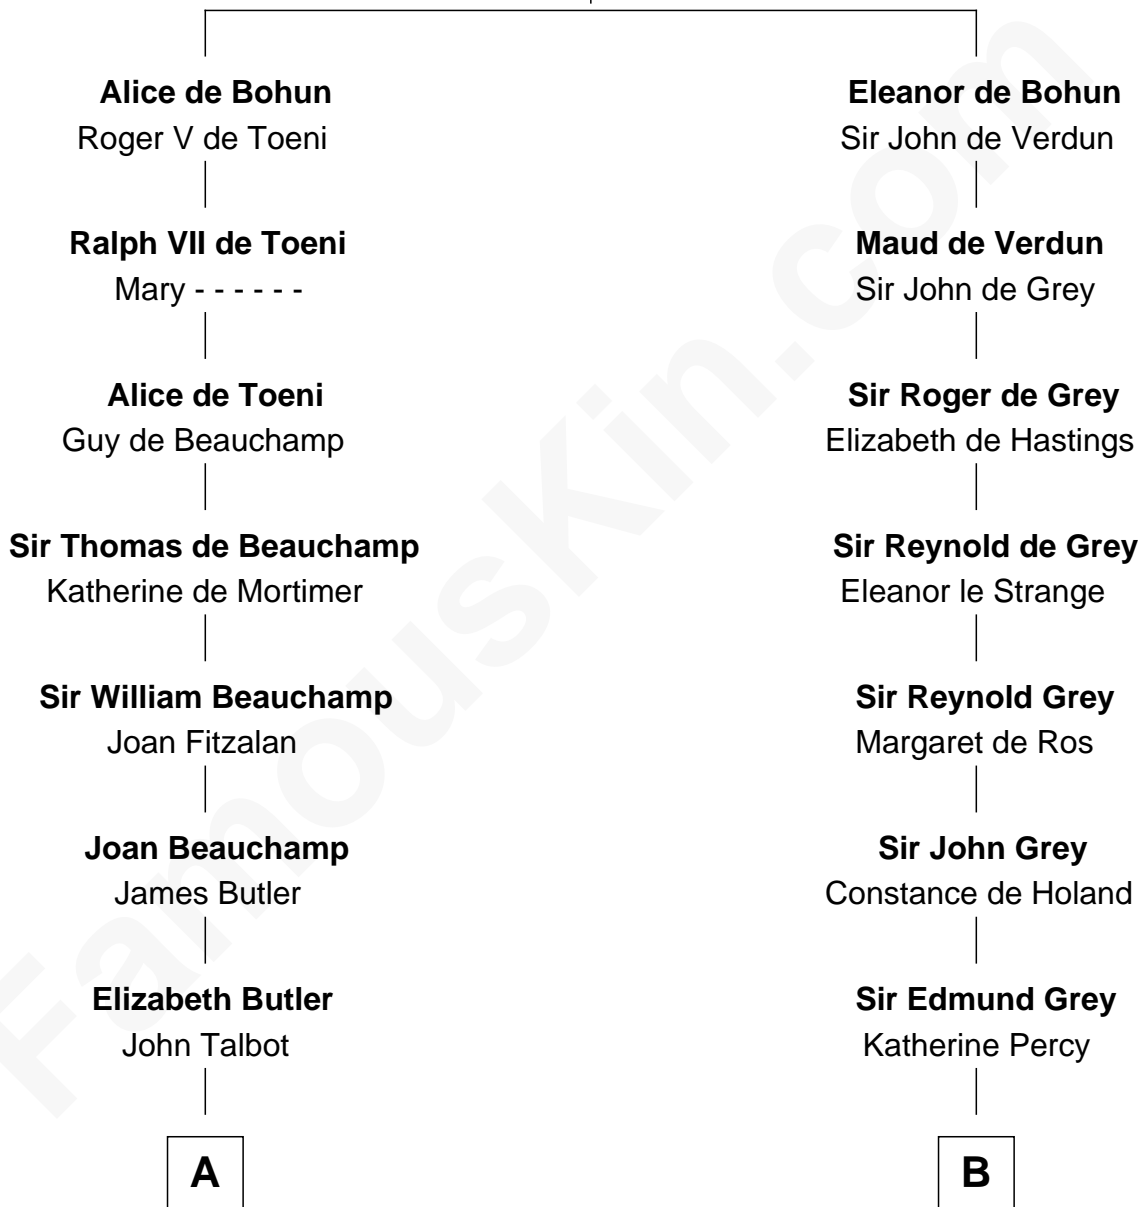 Alice de Bohun
Roger V de Toeni
Ralph VII de Toeni
Mary - - - - - -
Alice de Toeni
Guy de Beauchamp
Sir Thomas de Beauchamp
Katherine de Mortimer
Sir William Beauchamp
Joan Fitzalan
Joan Beauchamp
James Butler
Elizabeth Butler
John Talbot
A
Eleanor de Bohun
Sir John de Verdun
Maud de Verdun
Sir John de Grey
Sir Roger de Grey
Elizabeth de Hastings
Sir Reynold de Grey
Eleanor le Strange
Sir Reynold Grey
Margaret de Ros
Sir John Grey
Constance de Holand
Sir Edmund Grey
Katherine Percy
B
FamousKin.com